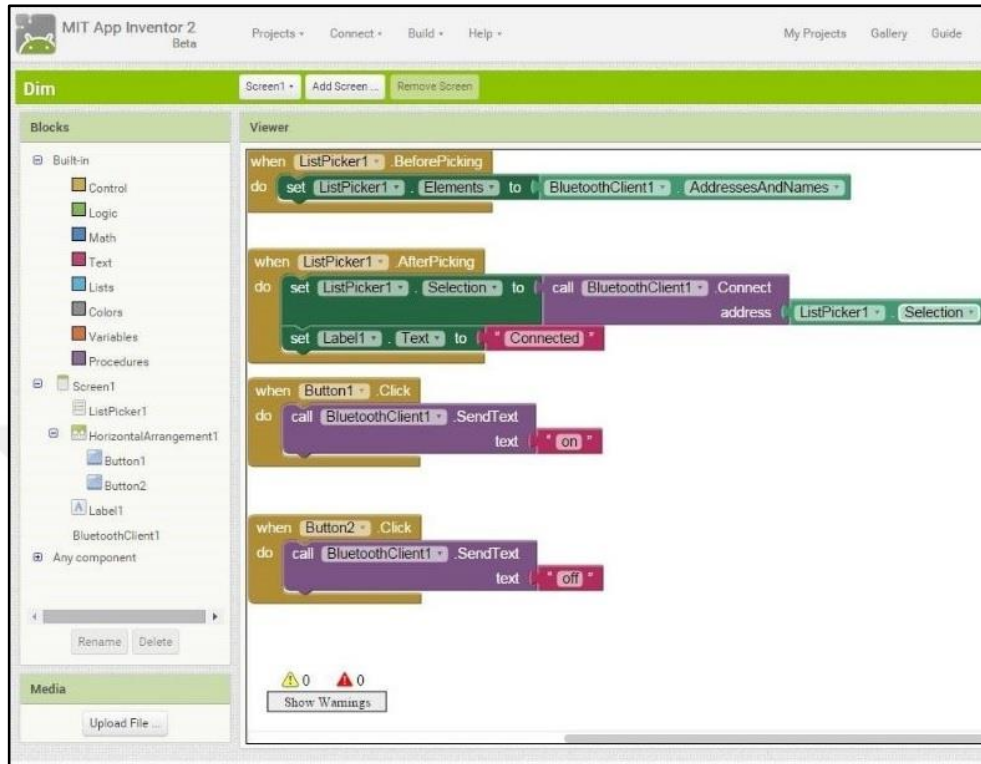 MIT App Inventor 2
Beta
Projects Connect Build Help My Projects Gallery Guide
Dim Screen1 Add Screen ... Remove Screen
Blocks
Built-in
Control
Logic
Math
Text
Lists
Colors
Variables
Procedures
Screen1
ListPicker1
HorizontalArrangement1
Button1
Button2
A Label1
BluetoothClient1
Any component
Rename Delete
Media
Upload File ...
Viewer
when ListPicker1 .BeforePicking
do set ListPicker1 . Elements to BluetoothClient1 . AddressesAndNames
when ListPicker1 .AfterPicking
do set ListPicker1 . Selection to call BluetoothClient1 .Connect
address ListPicker1 . Selection
set Label1 . Text to " Connected "
when Button1 .Click
do call BluetoothClient1 .SendText
text " on "
when Button2 .Click
do call BluetoothClient1 .SendText
text " off "
0 0
Show Warnings